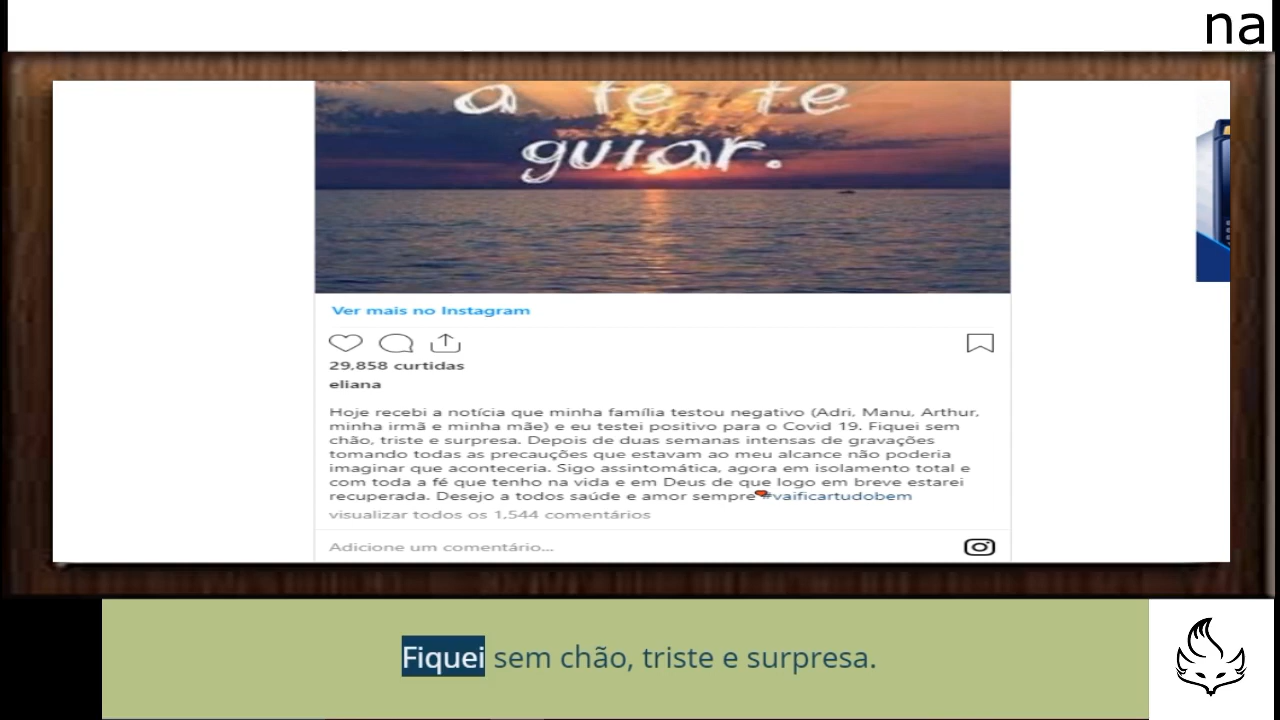 na
a fé te
guiar.
Ver mais no Instagram
29,858 curtidas
eliana
Hoje recebi a notícia que minha família testou negativo (Adri, Manu, Arthur,
minha irmã e minha mãe) e eu testei positivo para o Covid 19. Fiquei sem
chão, triste e surpresa. Depois de duas semanas intensas de gravações
tomando todas as precauções que estavam ao meu alcance não poderia
imaginar que aconteceria. Sigo assintomática, agora em isolamento total e
com toda a fé que tenho na vida e em Deus de que logo em breve estarei
recuperada. Desejo a todos saúde e amor sempre #vaificartudobem
visualizar todos os 1,544 comentários
Adicione um comentário...
Fiquei sem chão, triste e surpresa.